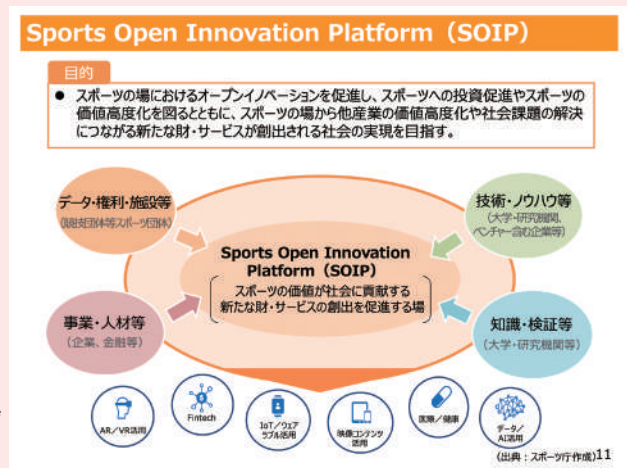 Sports Open Innovation Platform（SOIP）
目的
● スポーツの場におけるオープンイノベーションを促進し、スポーツへの投資促進やスポーツの
価値高度化を図るとともに、スポーツの場から他産業の価値高度化や社会課題の解決
につながる新たな財・サービスが創出される社会の実現を目指す。
データ・権利・施設等
（競技団体等スポーツ団体）
技術・ノウハウ等
（大学・研究機関、
ベンチャー含む企業等）
Sports Open Innovation
Platform（SOIP）
スポーツの価値が社会に貢献する
新たな財・サービスの創出を促進する場
事業・人材等
（企業、金融等）
知識・検証等
（大学・研究機関等）
AR／VR活用
Fintech
IoT／ウェア
ラブル活用
映像コンテンツ
活用
医療／健康
データ／
AI活用
（出典：スポーツ庁作成）11